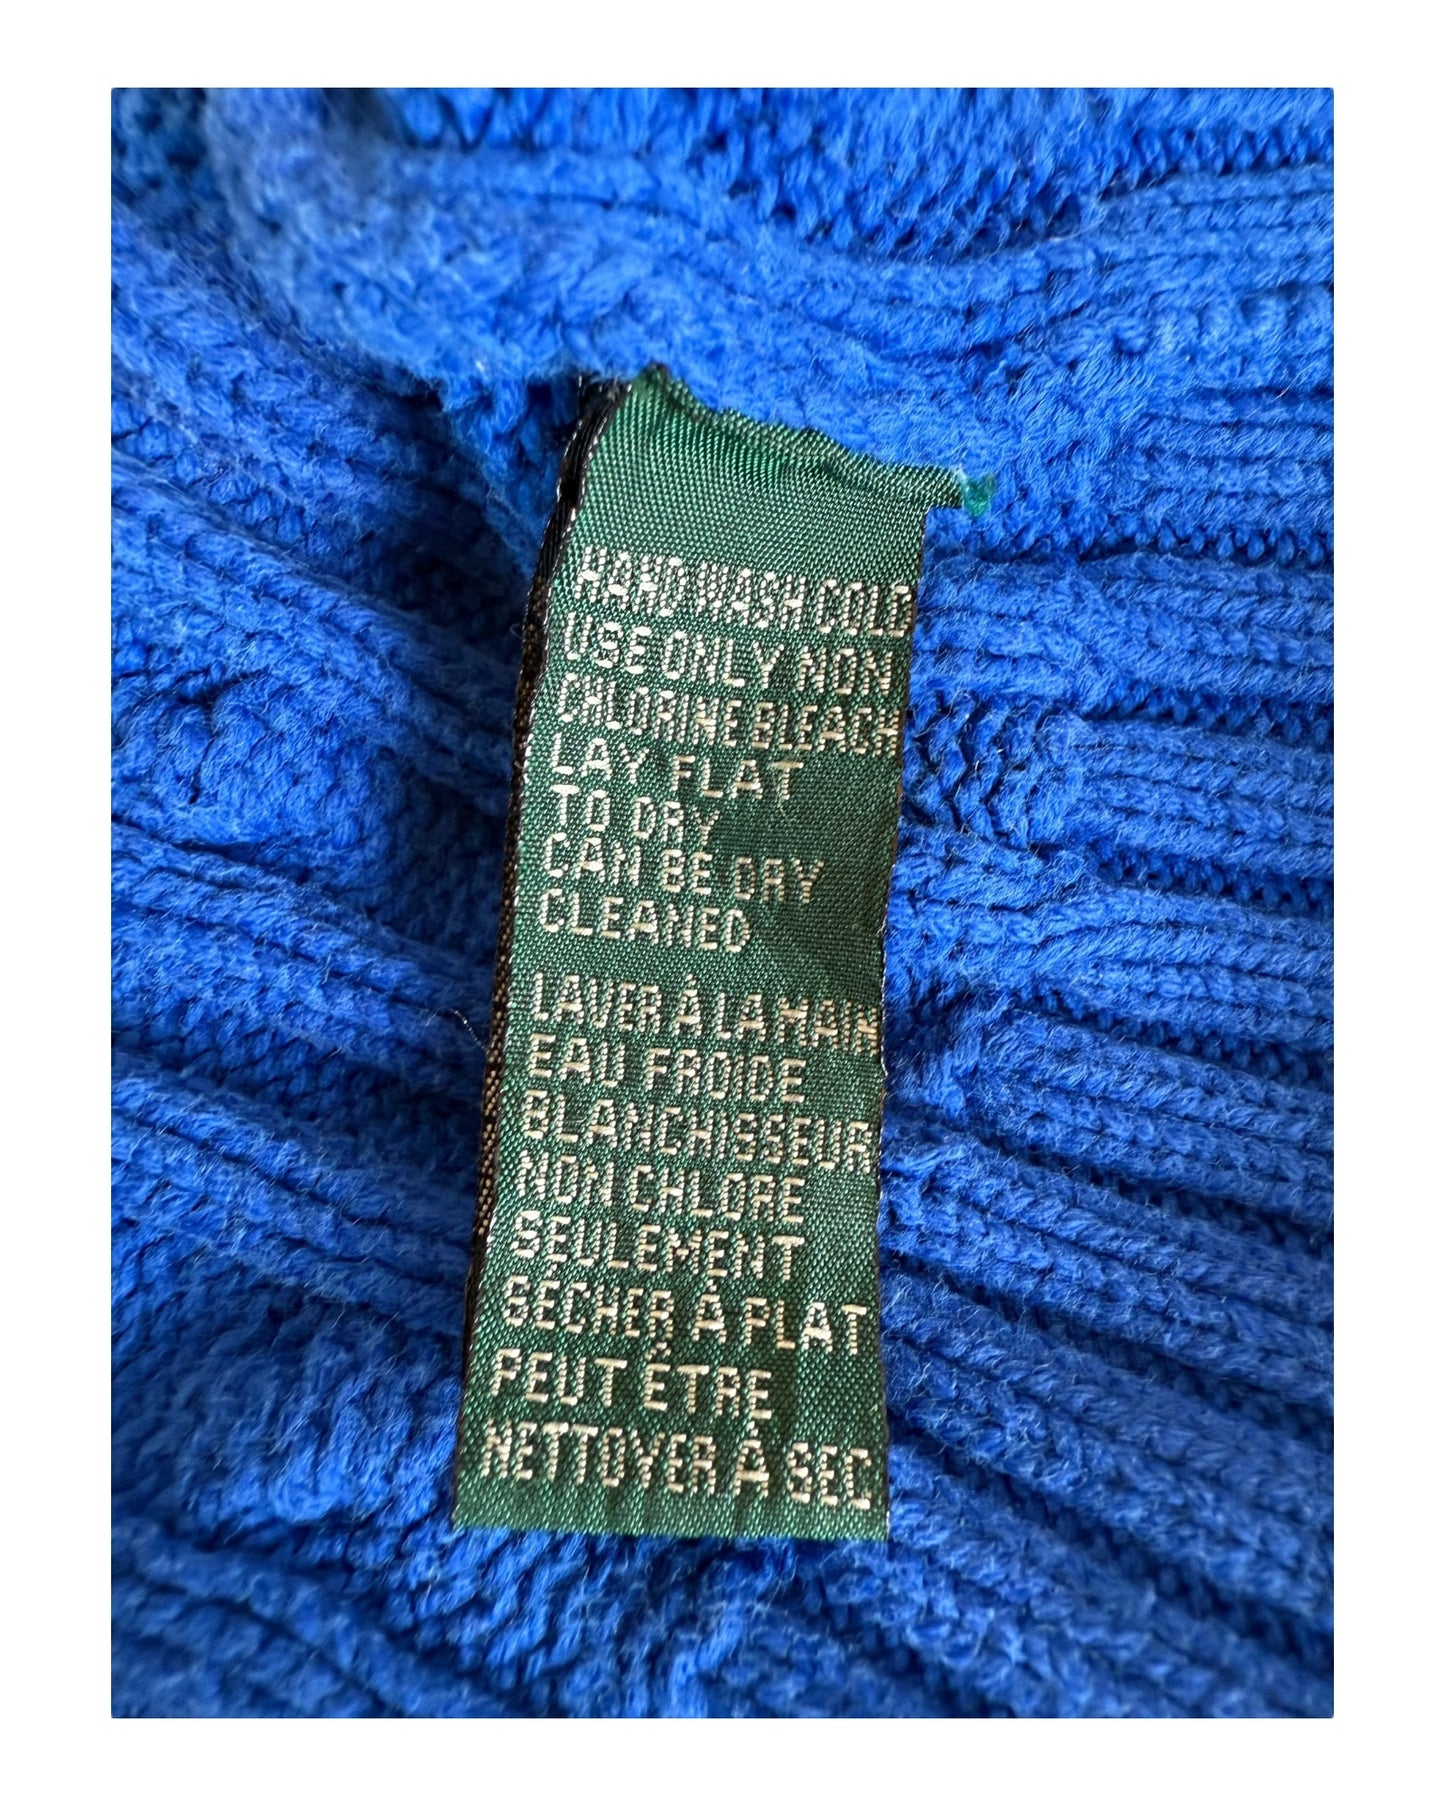 HAND WASH COLD
USE ONLY NON
CHLORINE BLEACH
LAY FLAT
TO DRY
CAN BE DRY
CLEANED
LAVER À LA MAIN
EAU FROIDE
BLANCHISSEUR
NON CHLORE
SEULEMENT
SÉCHER À PLAT
PEUT ÊTRE
NETTOYER À SEC